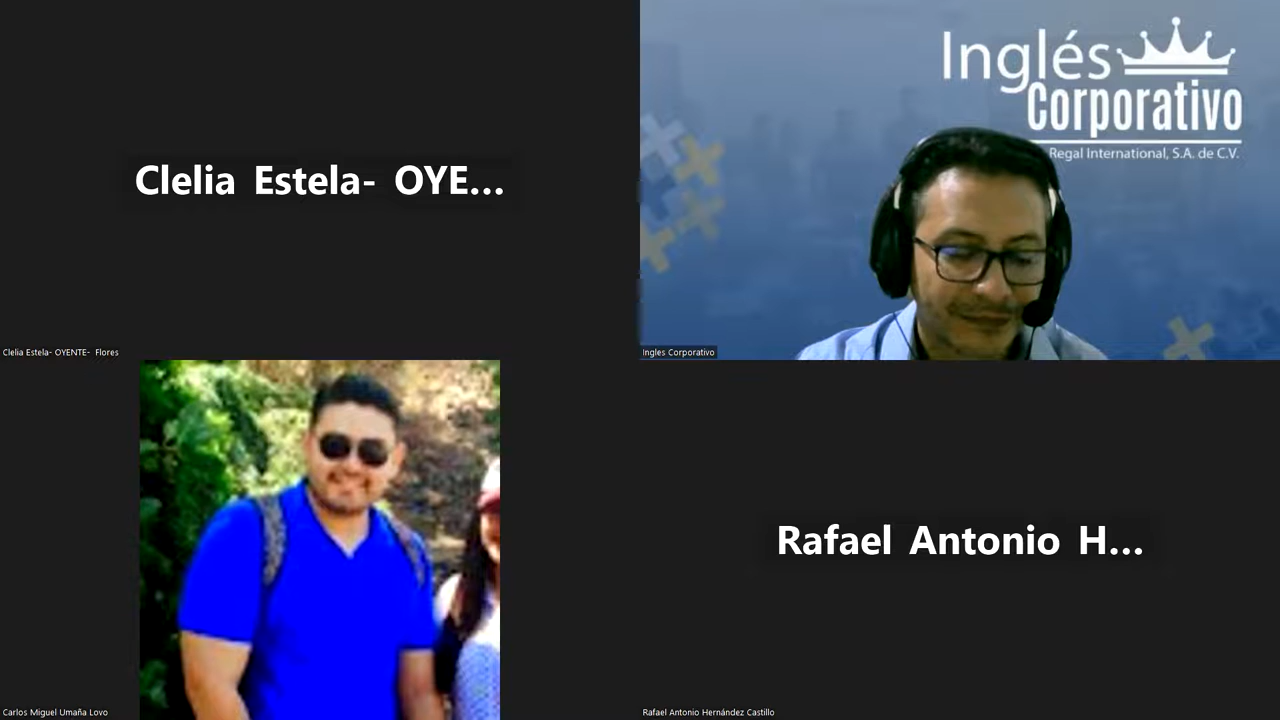 Clelia Estela- OYE...
Clelia Estela- OYENTE- Flores
Inglés
Corporativo
Regal International, S.A. de C.V.
Ingles Corporativo
Carlos Miguel Umaña Lovo
Rafael Antonio H...
Rafael Antonio Hernández Castillo